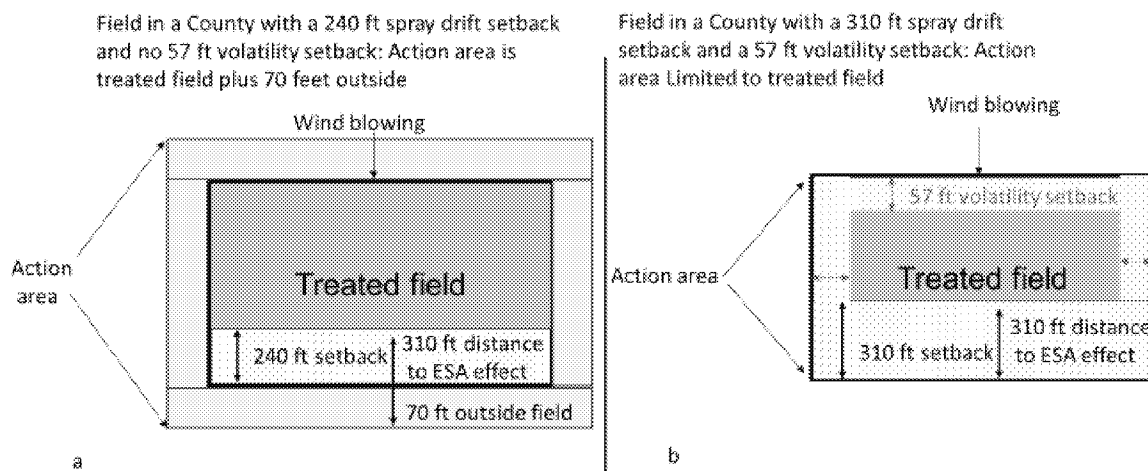 Field in a County with a 240 ft spray drift setback
and no 57 ft volatility setback: Action area is
treated field plus 70 feet outside
Wind blowing
Action
area
Treated field
240 ft setback
310 ft distance
to ESA effect
70 ft outside field
a
Field in a County with a 310 ft spray drift
setback and a 57 ft volatility setback: Action
area Limited to treated field
Wind blowing
57 ft volatility setback
Action area
Treated field
310 ft setback
310 ft distance
to ESA effect
b